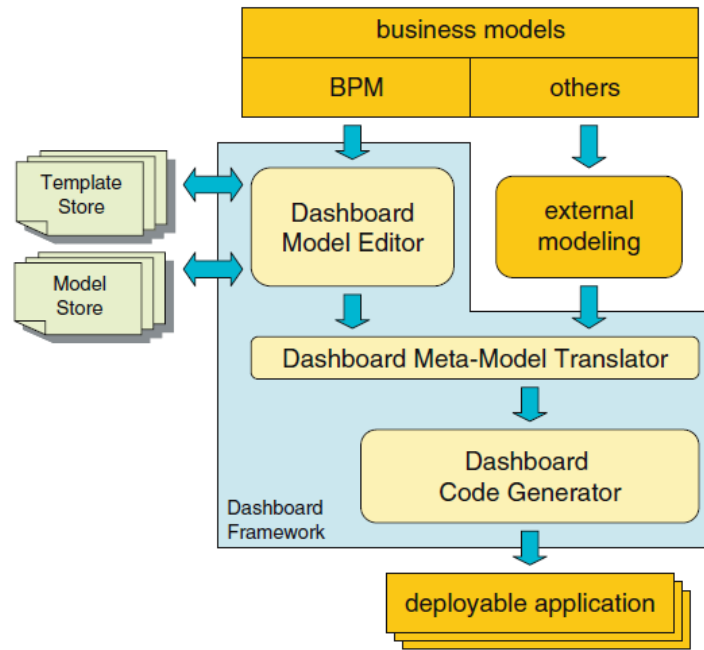 business models
BPM
others
Template
Store
Dashboard
Model Editor
external
modeling
Model
Store
Dashboard Meta-Model Translator
Dashboard
Code Generator
Dashboard
Framework
deployable application